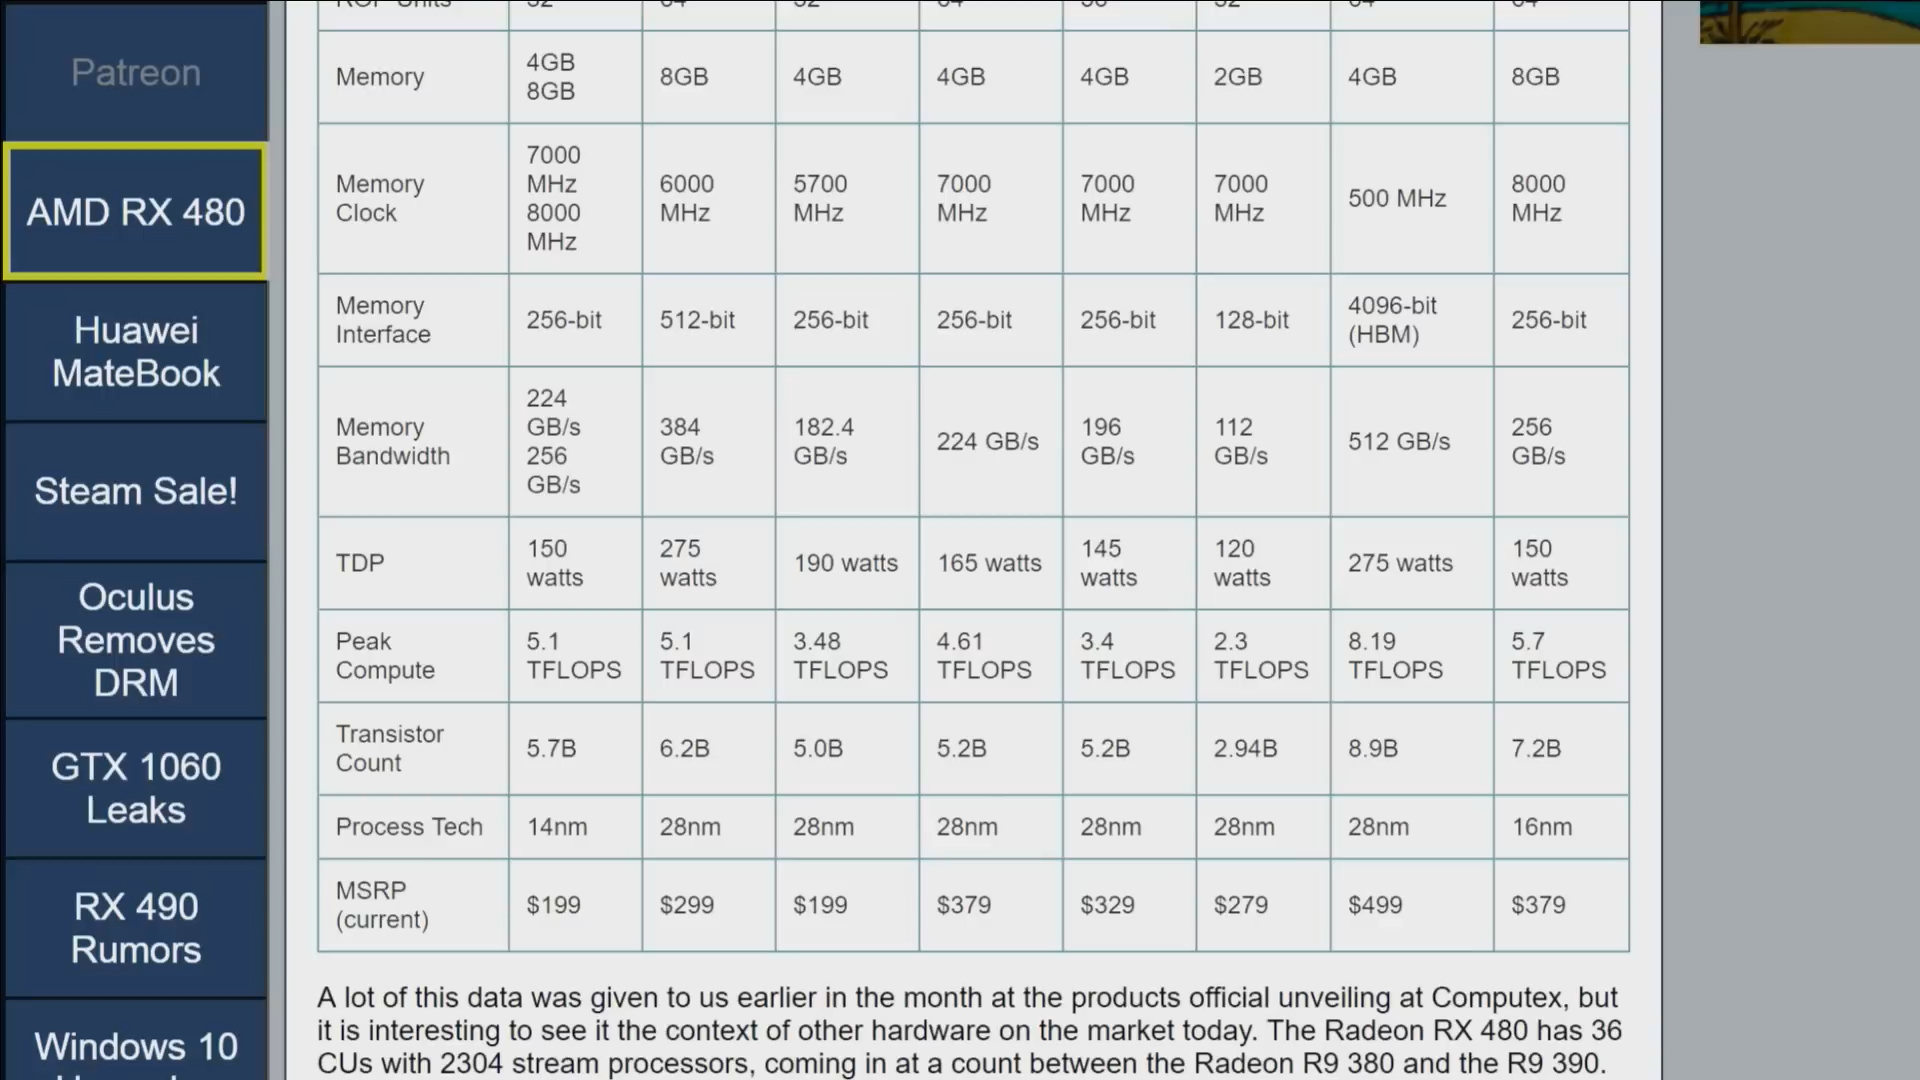 Patreon
AMD RX 480
Huawei
MateBook
Steam Sale!
Oculus
Removes
DRM
GTX 1060
Leaks
RX 490
Rumors
Windows 10
Memory
4GB
8GB
8GB
4GB
4GB
4GB
2GB
4GB
8GB
Memory
Clock
7000
MHz
8000
MHz
6000
MHz
5700
MHz
7000
MHz
7000
MHz
7000
MHz
500 MHz
8000
MHz
Memory
Interface
256-bit
512-bit
256-bit
256-bit
256-bit
128-bit
4096-bit
(HBM)
256-bit
Memory
Bandwidth
224
GB/s
256
GB/s
384
GB/s
182.4
GB/s
224 GB/s
196
GB/s
112
GB/s
512 GB/s
256
GB/s
TDP
150
watts
275
watts
190 watts
165 watts
145
watts
120
watts
275 watts
150
watts
Peak
Compute
5.1
TFLOPS
5.1
TFLOPS
3.48
TFLOPS
4.61
TFLOPS
3.4
TFLOPS
2.3
TFLOPS
8.19
TFLOPS
5.7
TFLOPS
Transistor
Count
5.7B
6.2B
5.0B
5.2B
5.2B
2.94B
8.9B
7.2B
Process Tech
14nm
28nm
28nm
28nm
28nm
28nm
28nm
16nm
MSRP
(current)
$199
$299
$199
$379
$329
$279
$499
$379
A lot of this data was given to us earlier in the month at the products official unveiling at Computex, but
it is interesting to see it the context of other hardware on the market today. The Radeon RX 480 has 36
CUs with 2304 stream processors, coming in at a count between the Radeon R9 380 and the R9 390.